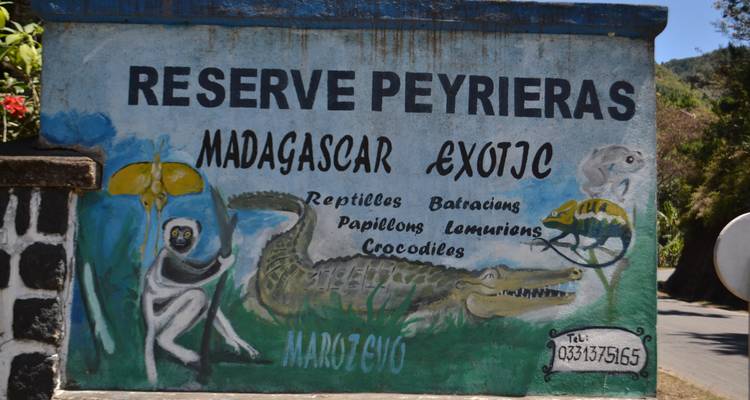 RESERVE PEYRIERAS
MADAGASCAR EXOTIC
Reptilles Batraciens
Papillons Lemuriens
Crocodiles
MAROZEVO
TEL:
0331375165